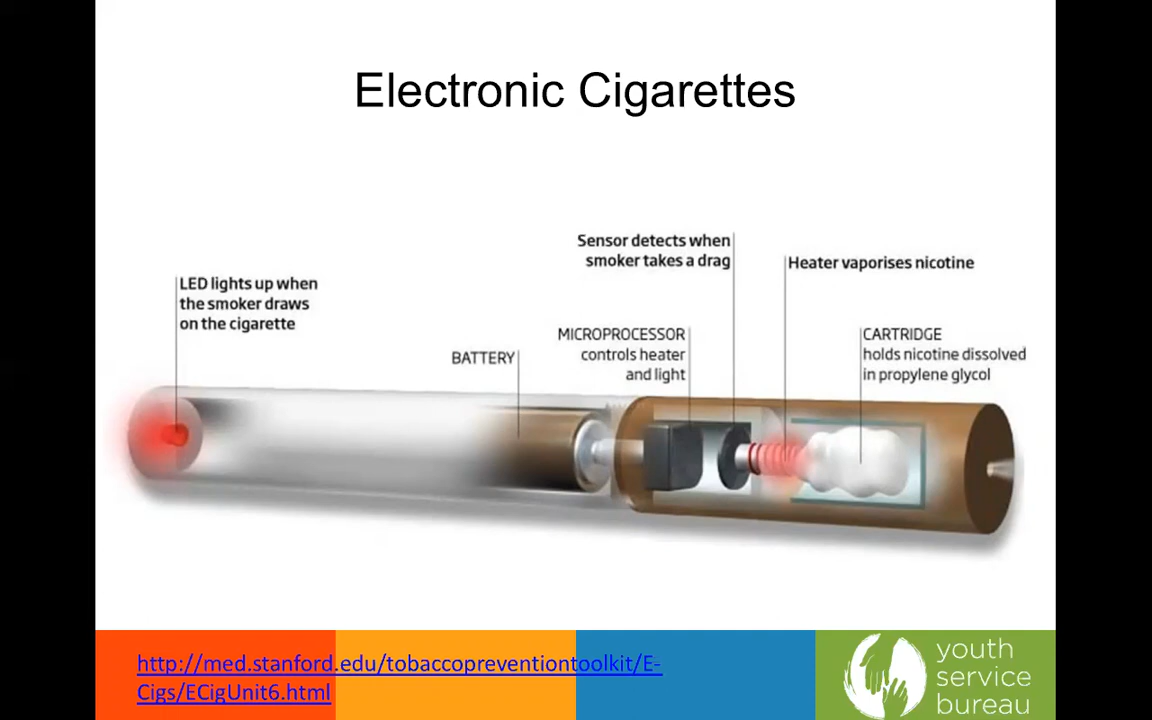 Electronic Cigarettes
Sensor detects when
smoker takes a drag
Heater vaporises nicotine
LED lights up when
the smoker draws
on the cigarette
BATTERY
MICROPROCESSOR
controls heater
and light
CARTRIDGE
holds nicotine dissolved
in propylene glycol
http://med.stanford.edu/tobaccopreventiontoolkit/E-
Cigs/ECigUnit6.html
youth
service
bureau